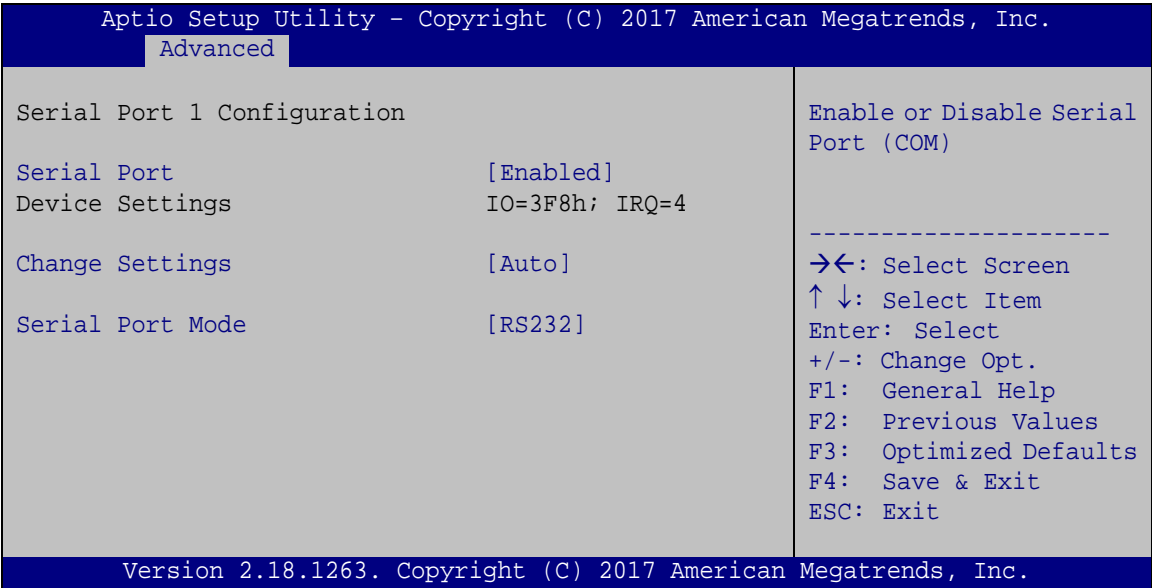 Aptio Setup Utility – Copyright (C) 2017 American Megatrends, Inc.
Advanced
Serial Port 1 Configuration
Serial Port [Enabled]
Device Settings IO=3F8h; IRQ=4
Change Settings [Auto]
Serial Port Mode [RS232]
Enable or Disable Serial
Port (COM)
---------------------
→←: Select Screen
↑ ↓: Select Item
Enter: Select
+/-: Change Opt.
F1: General Help
F2: Previous Values
F3: Optimized Defaults
F4: Save & Exit
ESC: Exit
Version 2.18.1263. Copyright (C) 2017 American Megatrends, Inc.